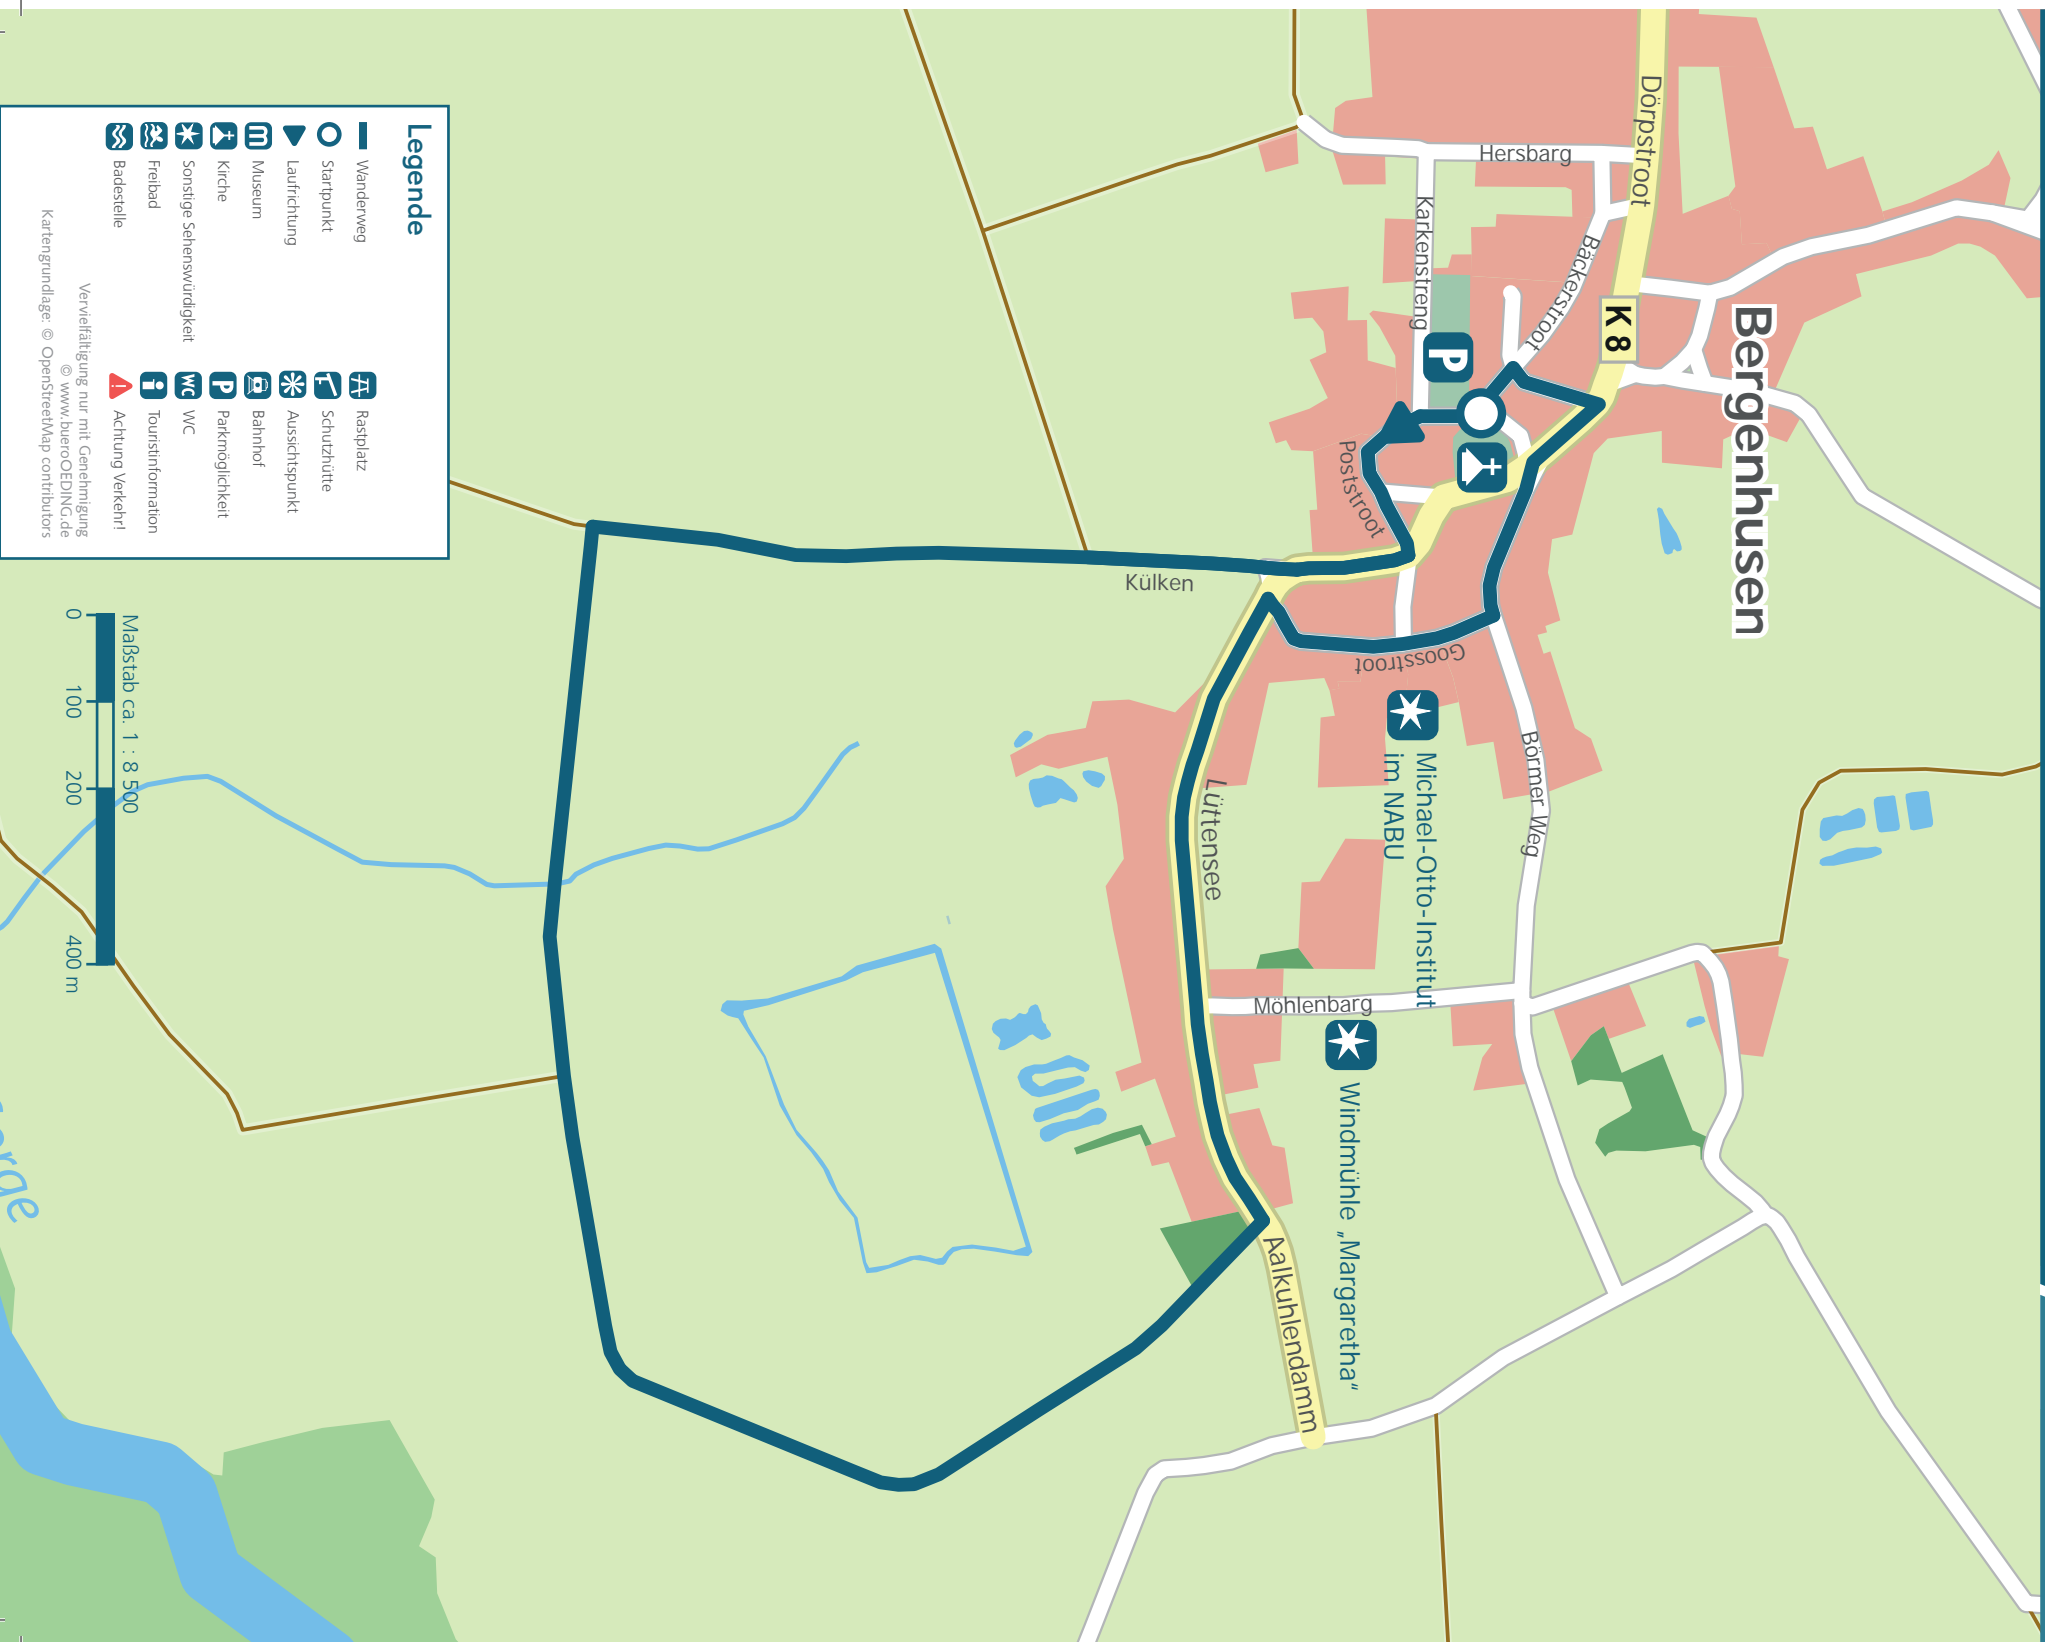 Bergenhusen
Dörpstroot
K 8
Hersbarg
Bäckerstroot
Karkenstreng
P
Poststroot
Goosstroot
Börmer Weg
Külken
Michael-Otto-Institut
im NABU
Lüttensee
Möhlenbarg
Windmühle „Margaretha“
Aalkuhlendamm
Legende
Wanderweg
Startpunkt
Laufrichtung
m Museum
Kirche
Sonstige Sehenswürdigkeit
Freibad
Badestelle
Rastplatz
Schutzhütte
Aussichtspunkt
Bahnhof
P Parkmöglichkeit
WC WC
i Touristinformation
! Achtung Verkehr!
Vervielfältigung nur mit Genehmigung
© www.bueroOEDING.de
Kartengrundlage: © OpenStreetMap contributors
Maßstab ca. 1 : 8 500
0 100 200 400 m